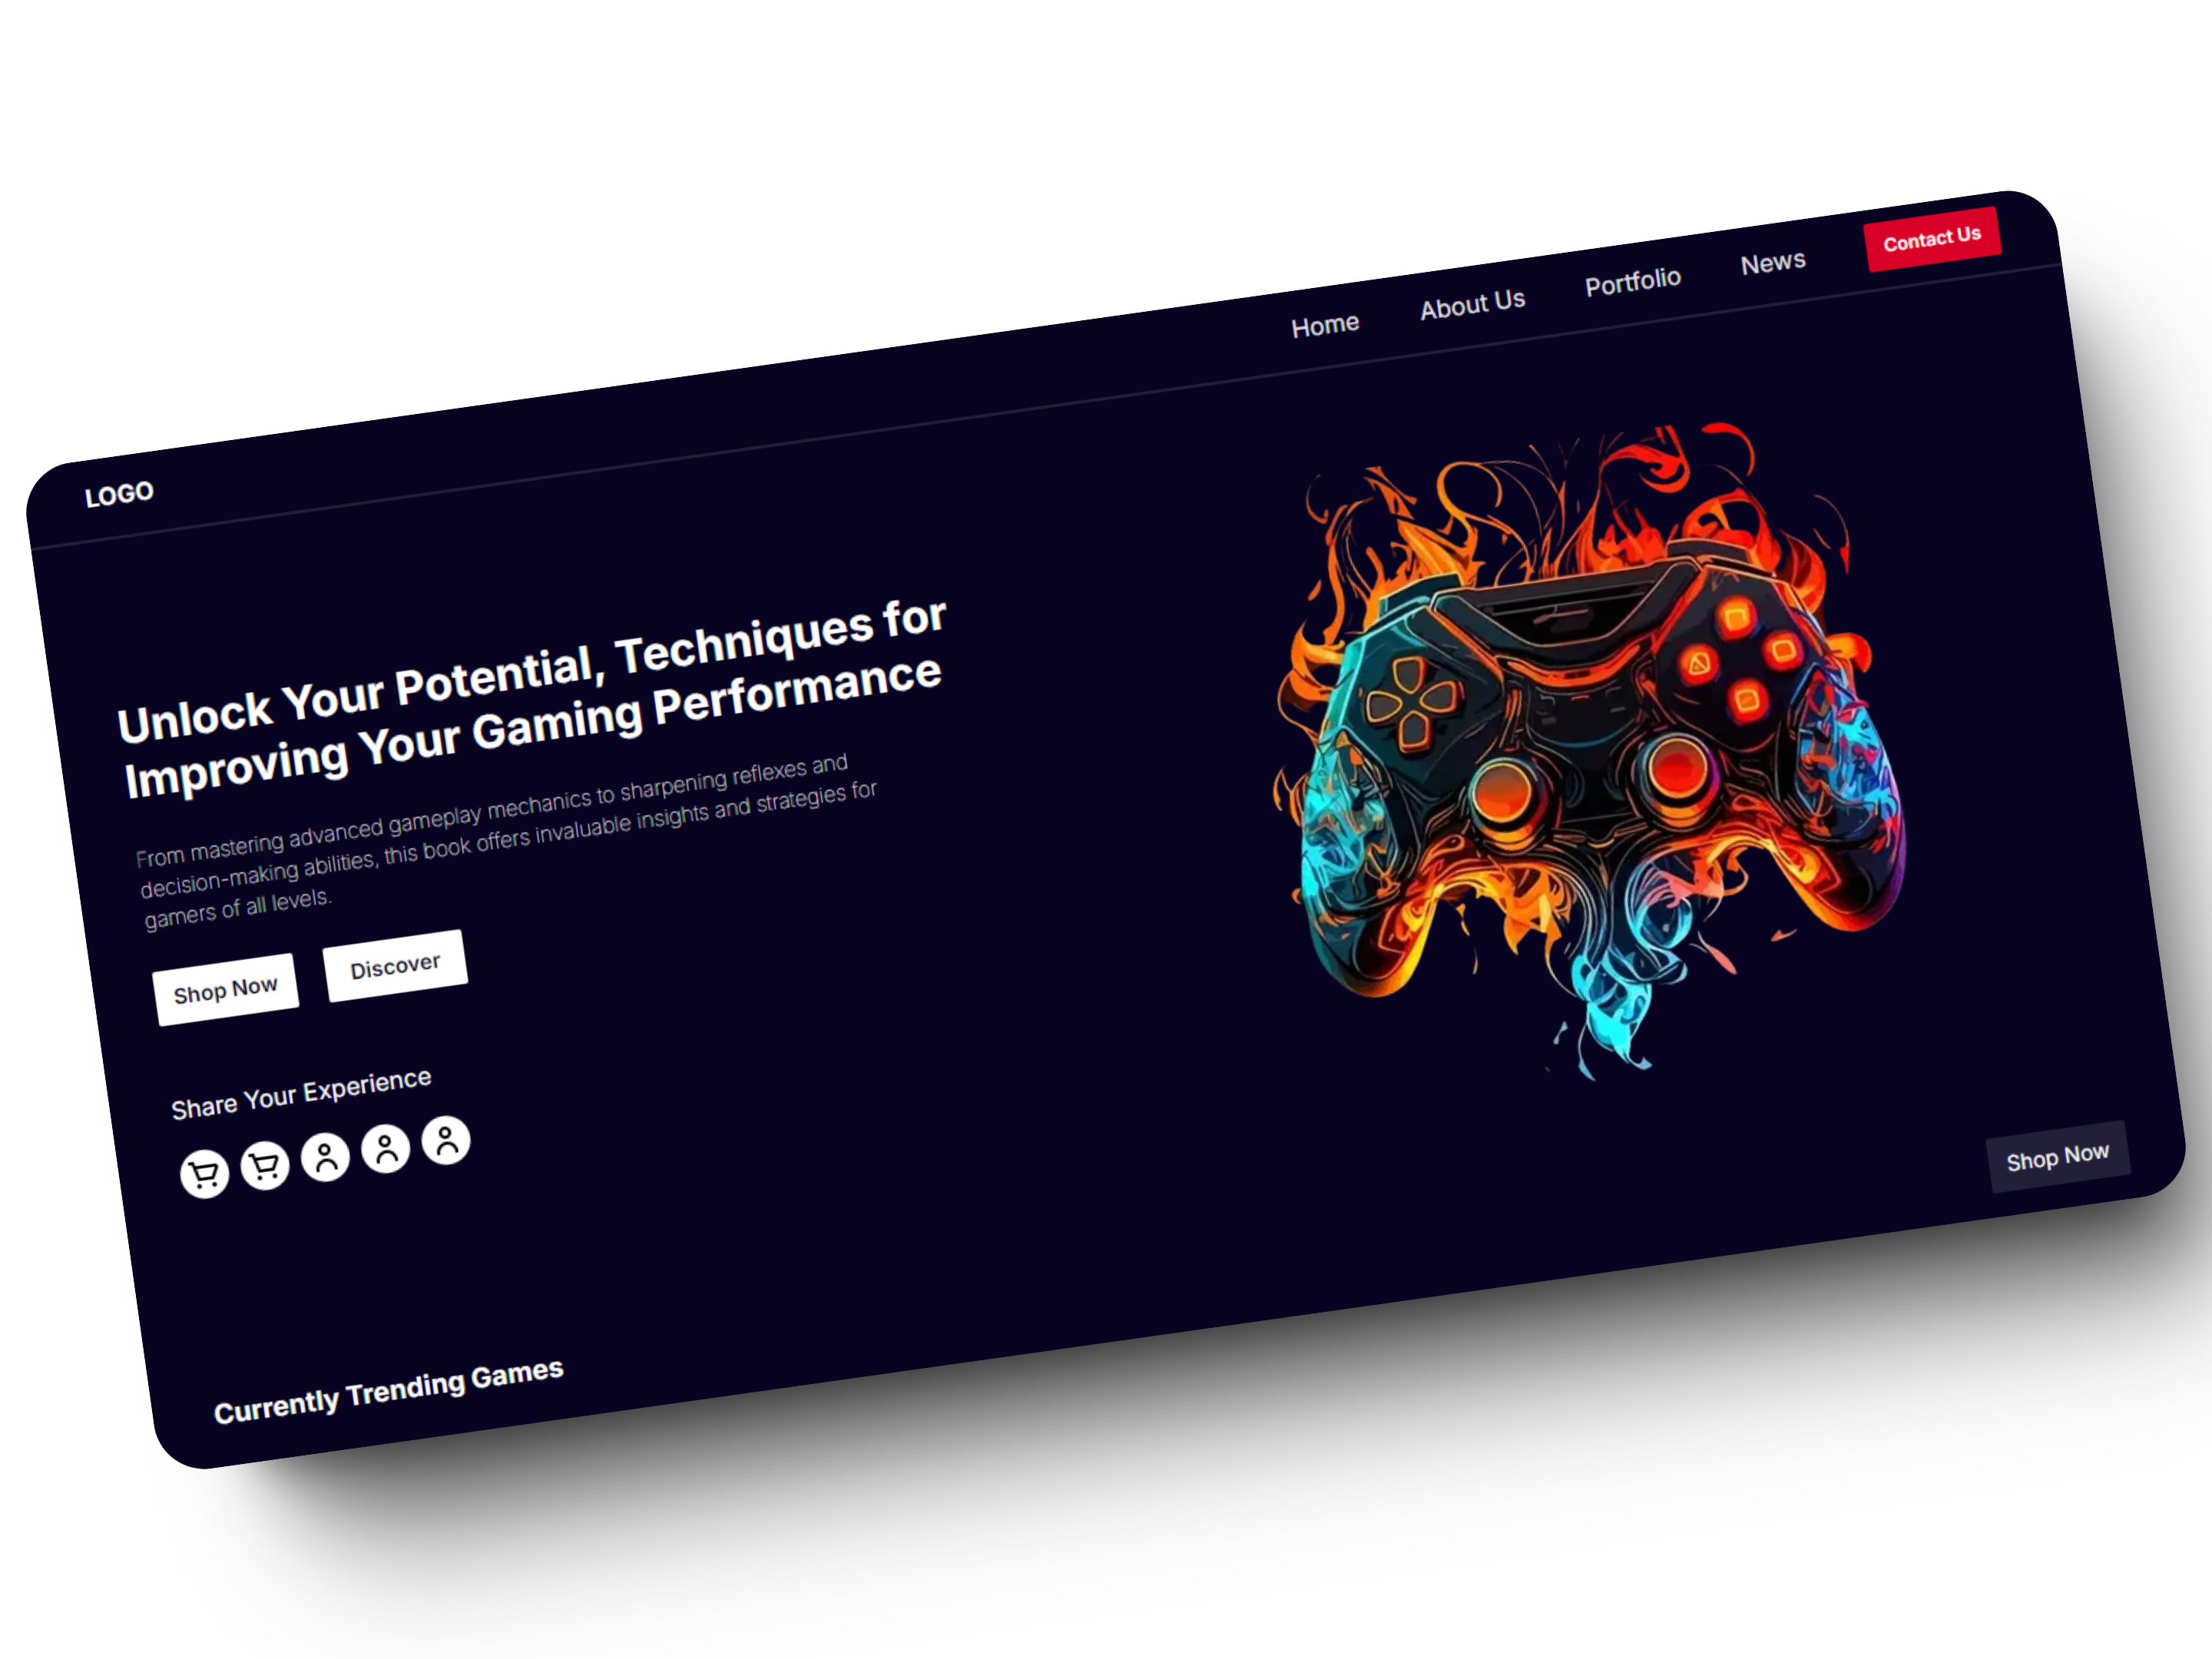 LOGO
Home
About Us
Portfolio
News
Contact Us
Unlock Your Potential, Techniques for
Improving Your Gaming Performance
From mastering advanced gameplay mechanics to sharpening reflexes and
decision-making abilities, this book offers invaluable insights and strategies for
gamers of all levels.
Shop Now
Discover
Share Your Experience
Shop Now
Currently Trending Games